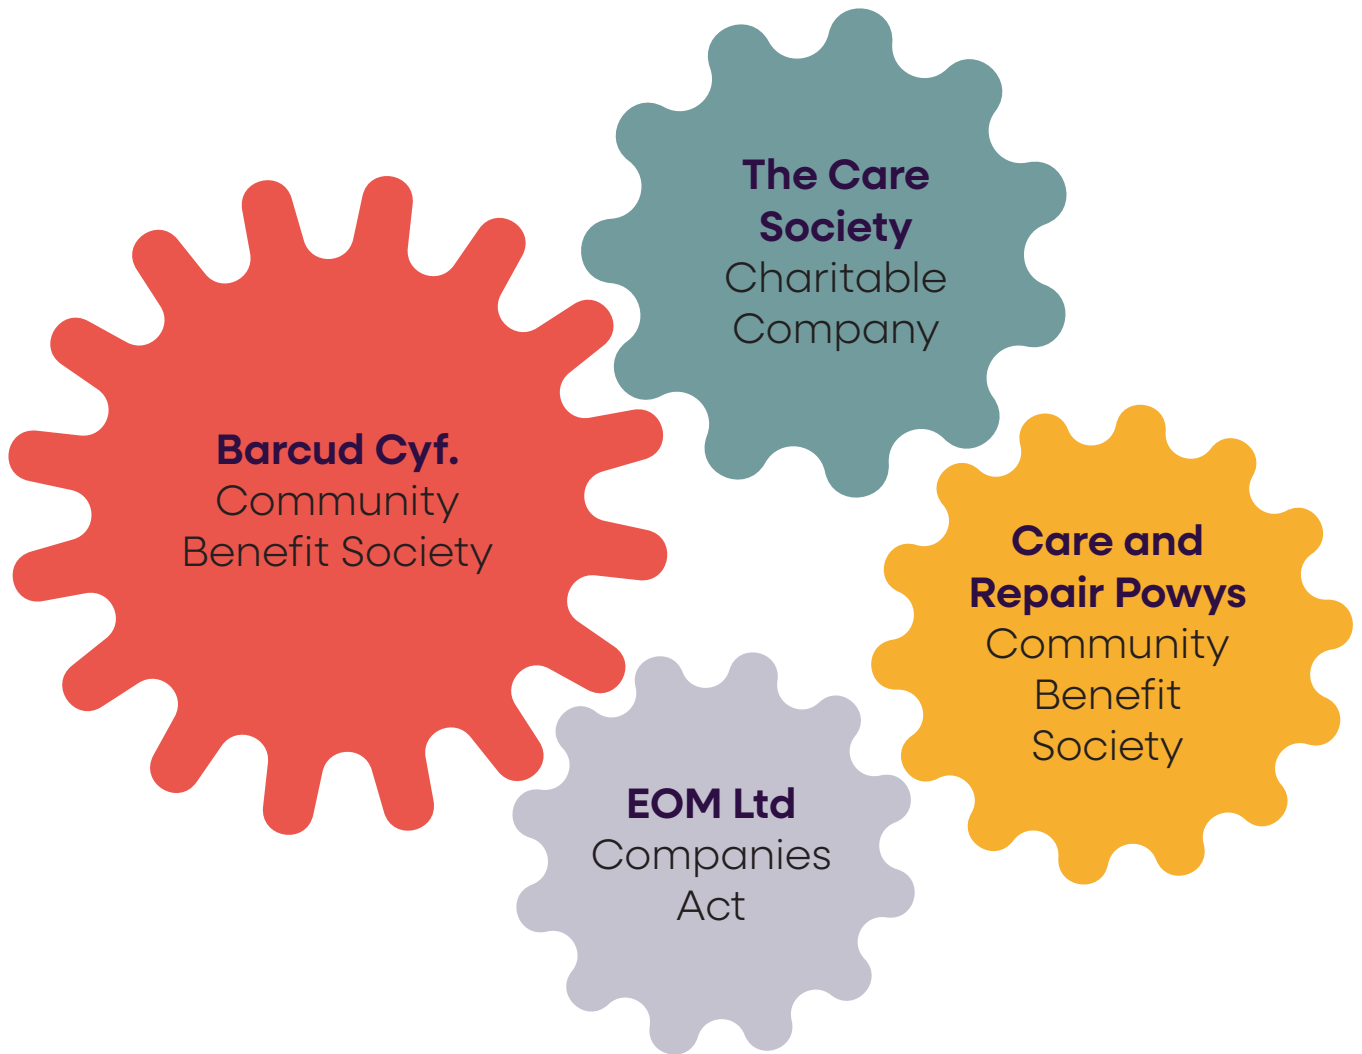 The Care
Society
Charitable
Company
Barcud Cyf.
Community
Benefit Society
Care and
Repair Powys
Community
Benefit
Society
EOM Ltd
Companies
Act